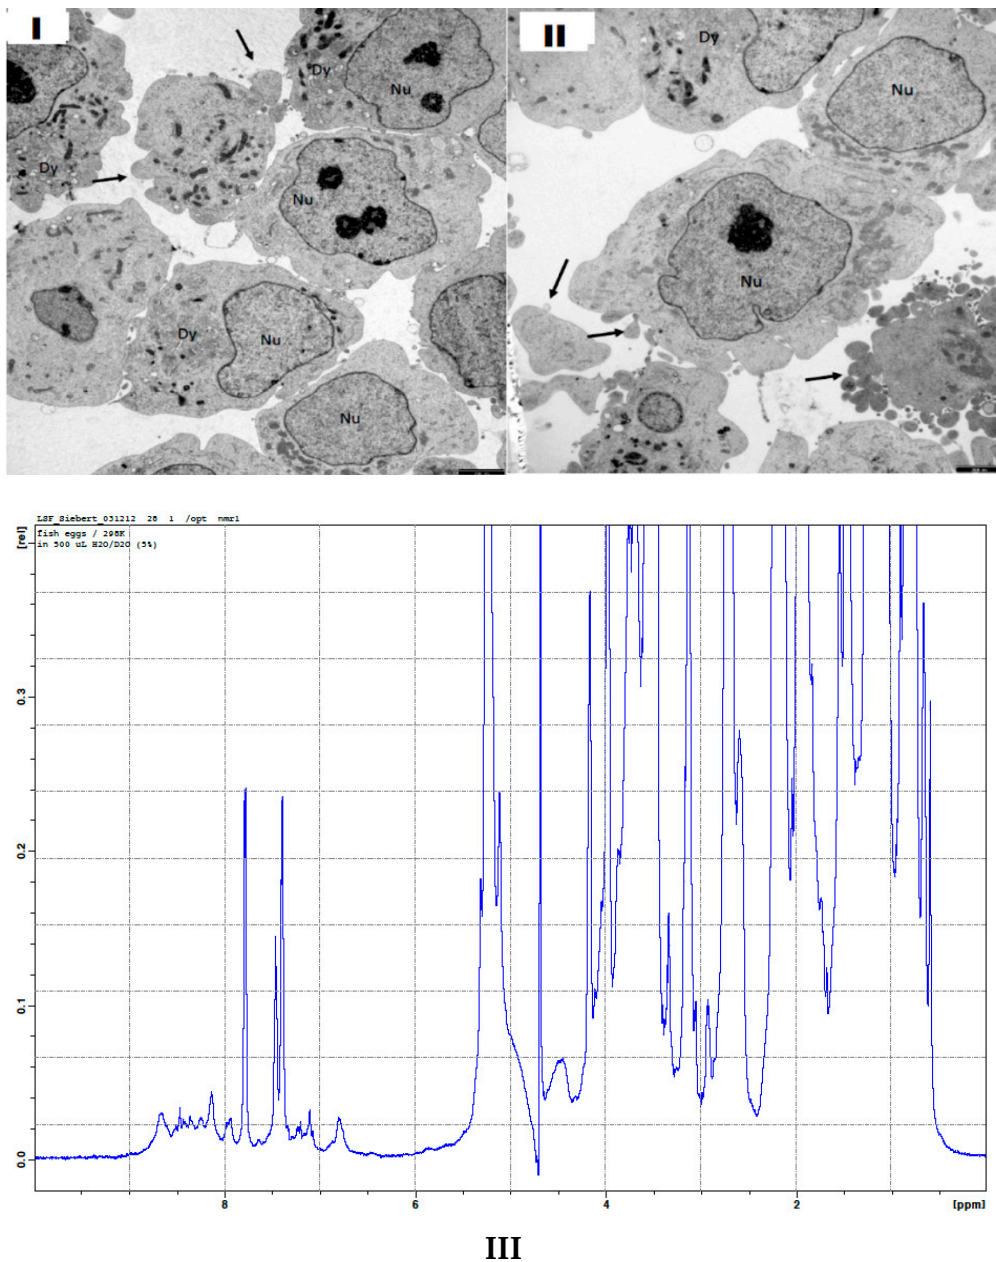 I
II
Dy
Nu
Dy
Nu
Dy
Nu
Nu
Dy
Nu
Nu
LSF_Siebert_031212 28 1 /opt nmr1
fish eggs / 298K
in 500 uL H2O/D2O (5%)
[rel]
0.3
0.2
0.1
0.0
8 6 4 2 [ppm]
III